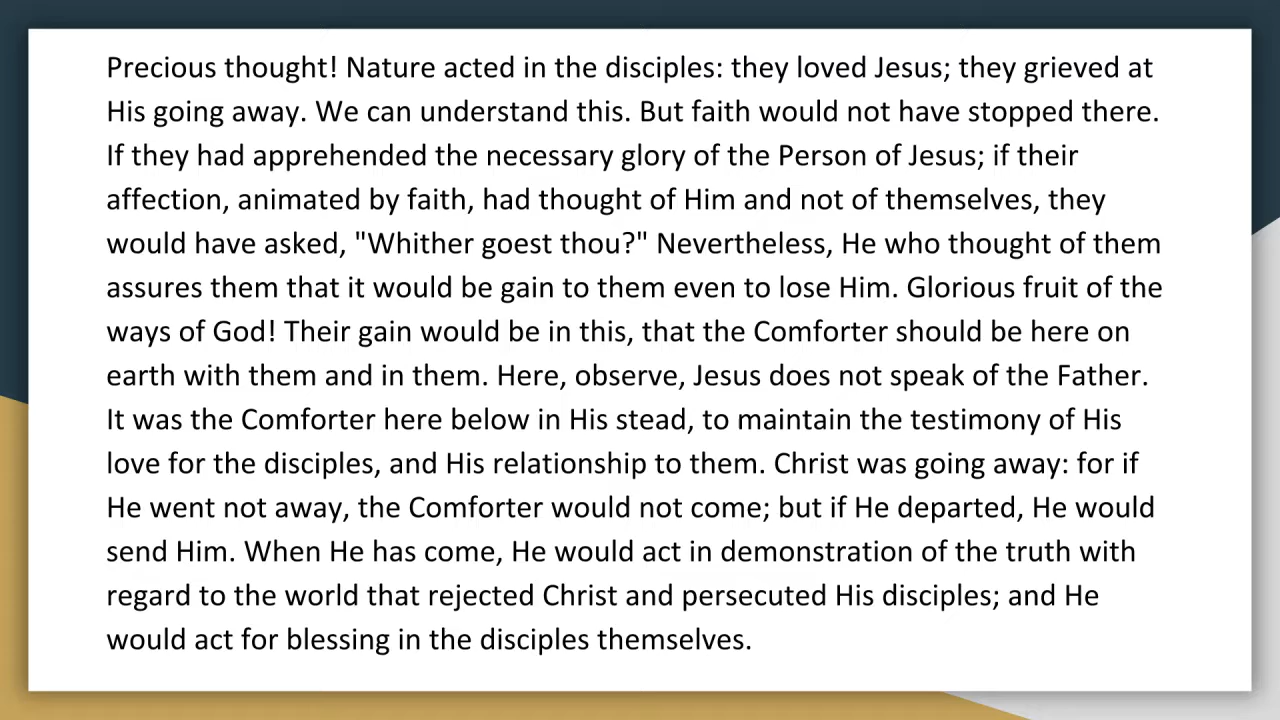 Precious thought! Nature acted in the disciples: they loved Jesus; they grieved at
His going away. We can understand this. But faith would not have stopped there.
If they had apprehended the necessary glory of the Person of Jesus; if their
affection, animated by faith, had thought of Him and not of themselves, they
would have asked, "Whither goest thou?" Nevertheless, He who thought of them
assures them that it would be gain to them even to lose Him. Glorious fruit of the
ways of God! Their gain would be in this, that the Comforter should be here on
earth with them and in them. Here, observe, Jesus does not speak of the Father.
It was the Comforter here below in His stead, to maintain the testimony of His
love for the disciples, and His relationship to them. Christ was going away: for if
He went not away, the Comforter would not come; but if He departed, He would
send Him. When He has come, He would act in demonstration of the truth with
regard to the world that rejected Christ and persecuted His disciples; and He
would act for blessing in the disciples themselves.